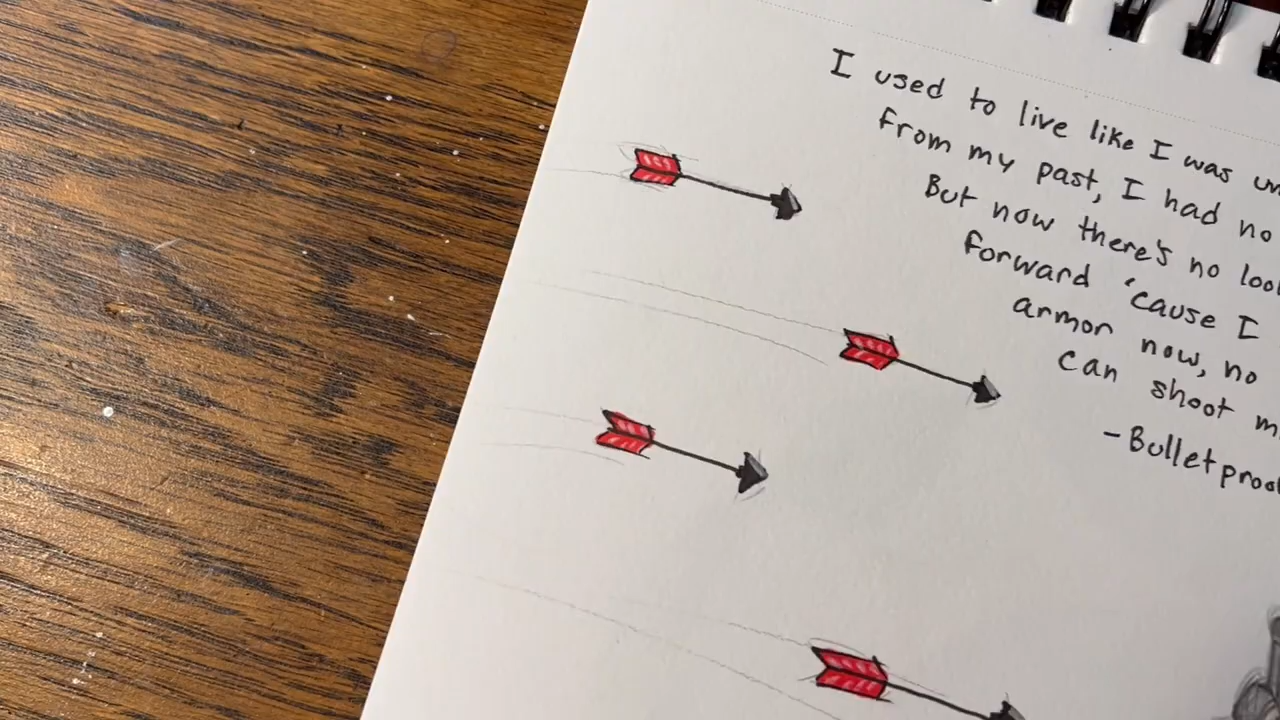 I used to live like I was
from my past, I had no
But now there's no
forward 'cause I
armor now, no
can shoot
- Bulletproof